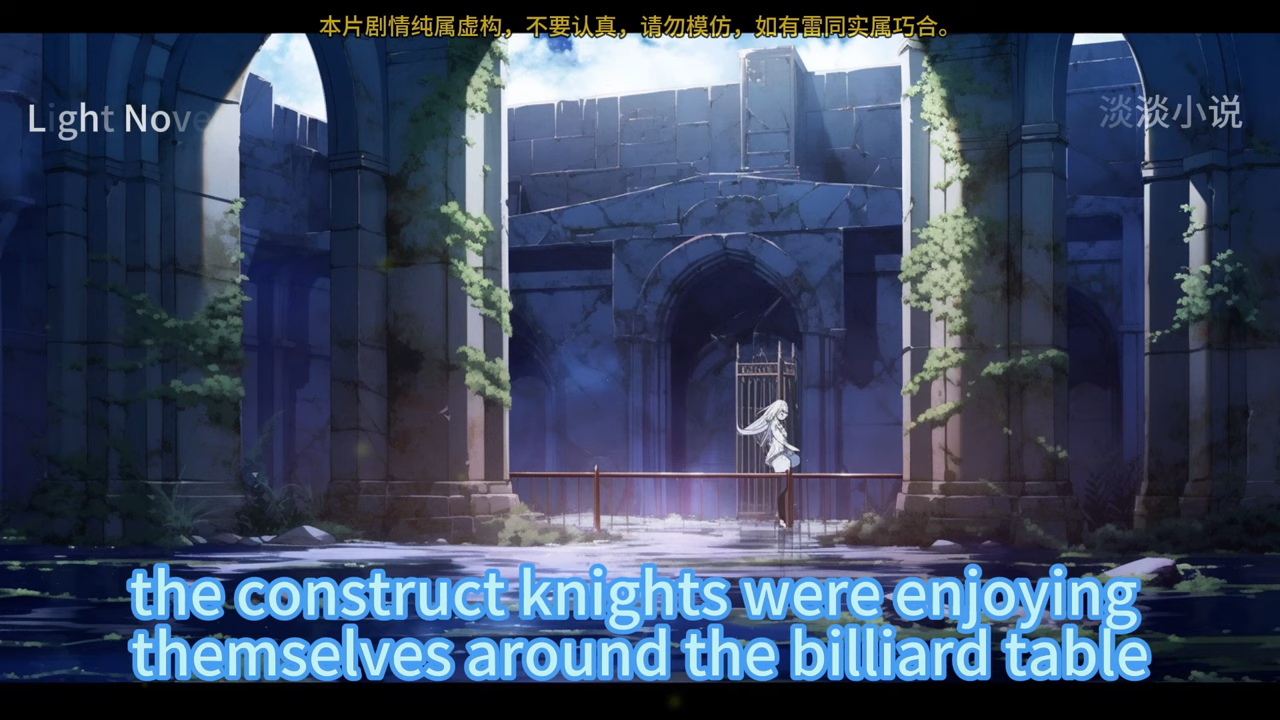 本片剧情纯属虚构，不要认真，请勿模仿，如有雷同实属巧合。
Light Nove
淡淡小说
the construct knights were enjoying
themselves around the billiard table